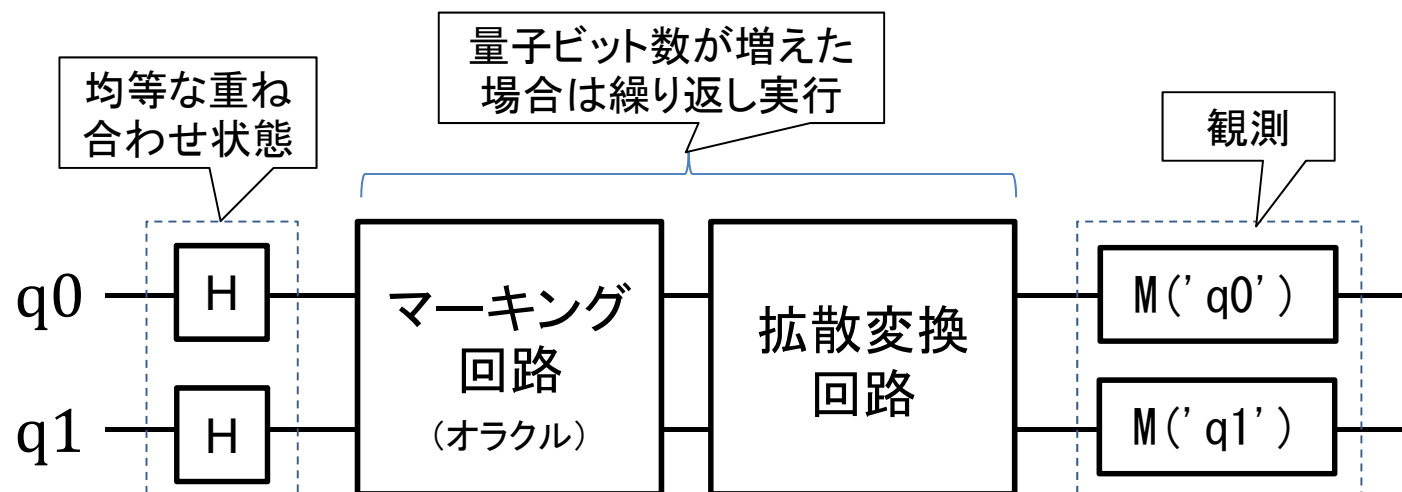 量子ビット数が増えた
場合は繰り返し実行
均等な重ね
合わせ状態
観測
q0
H
マーキング
回路
（オラクル）
拡散変換
回路
M('q0')
q1
H
M('q1')